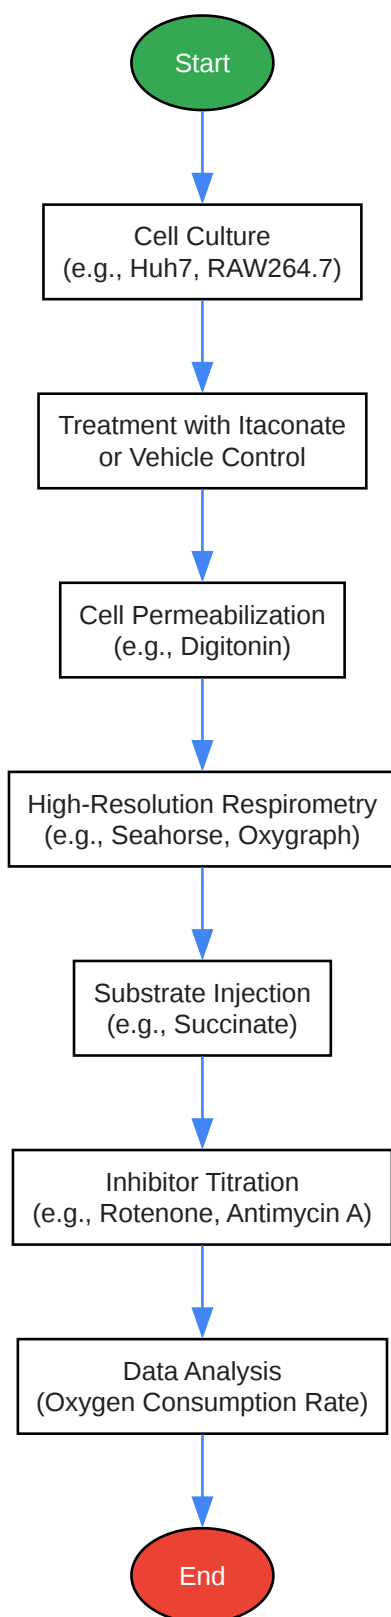 Start
Cell Culture
(e.g., Huh7, RAW264.7)
Treatment with Itaconate
or Vehicle Control
Cell Permeabilization
(e.g., Digitonin)
High-Resolution Respirometry
(e.g., Seahorse, Oxygraph)
Substrate Injection
(e.g., Succinate)
Inhibitor Titration
(e.g., Rotenone, Antimycin A)
Data Analysis
(Oxygen Consumption Rate)
End